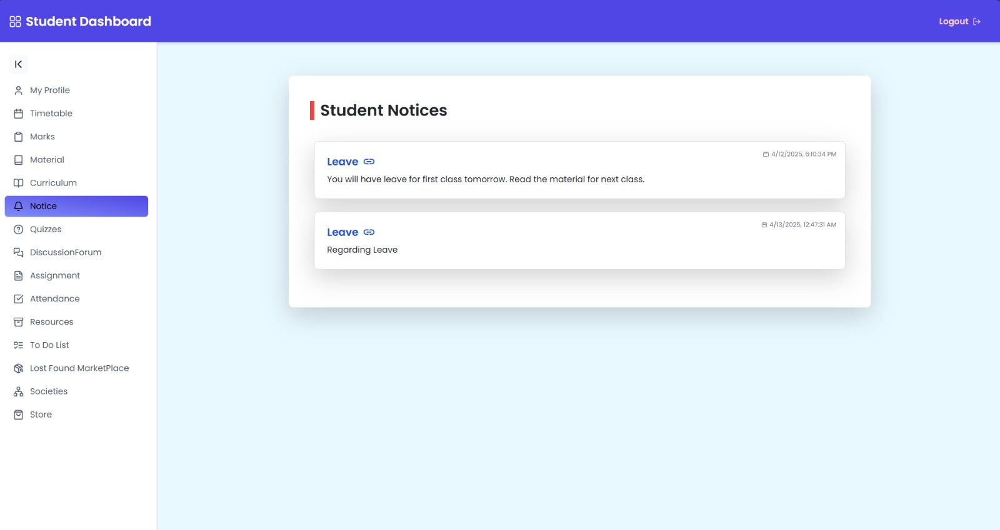 Student Dashboard
Logout
My Profile
Timetable
Marks
Material
Curriculum
Notice
Quizzes
DiscussionForum
Assignment
Attendance
Resources
To Do List
Lost Found MarketPlace
Societies
Store
Student Notices
4/12/2025, 6:10:34 PM
Leave
You will have leave for first class tomorrow. Read the material for next class.
4/13/2025, 12:47:31 AM
Leave
Regarding Leave